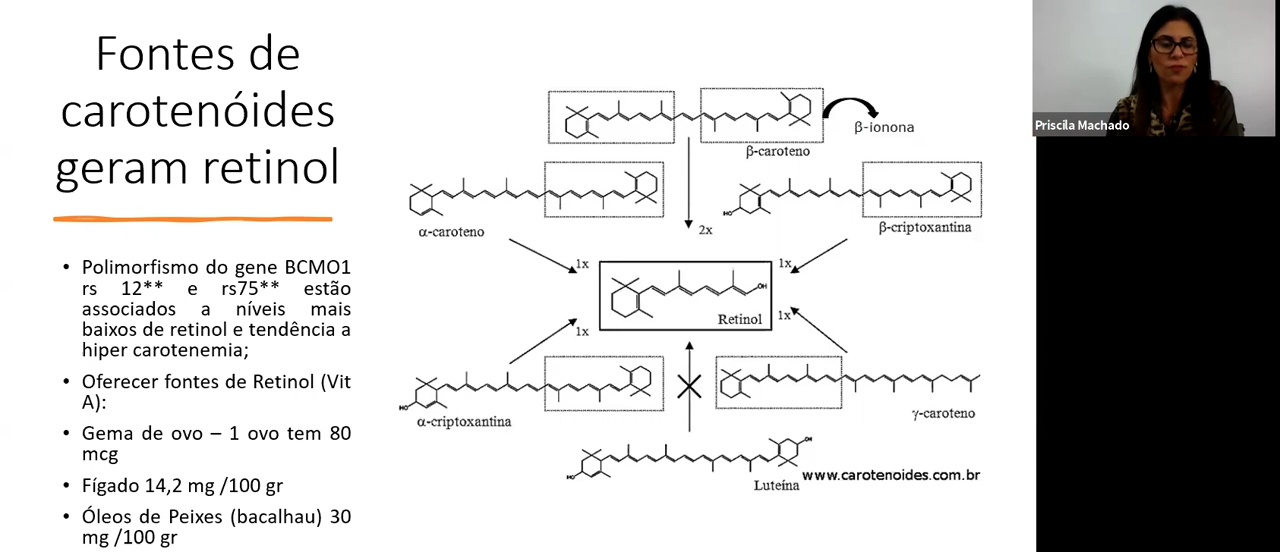 Fontes de
carotenóides
geram retinol
• Polimorfismo do gene BCMO1
rs 12** e rs75** estão
associados a níveis mais
baixos de retinol e tendência a
hiper carotenemia;
• Oferecer fontes de Retinol (Vit
A):
• Gema de ovo – 1 ovo tem 80
mcg
• Fígado 14,2 mg /100 gr
• Óleos de Peixes (bacalhau) 30
mg /100 gr
β-ionona
β-caroteno
α-caroteno
2x
HO
β-criptoxantina
1x
1x
OH
Retinol
1x
1x
HO
α-criptoxantina
γ-caroteno
OH
HO
Luteína
www.carotenoides.com.br
Priscila Machado